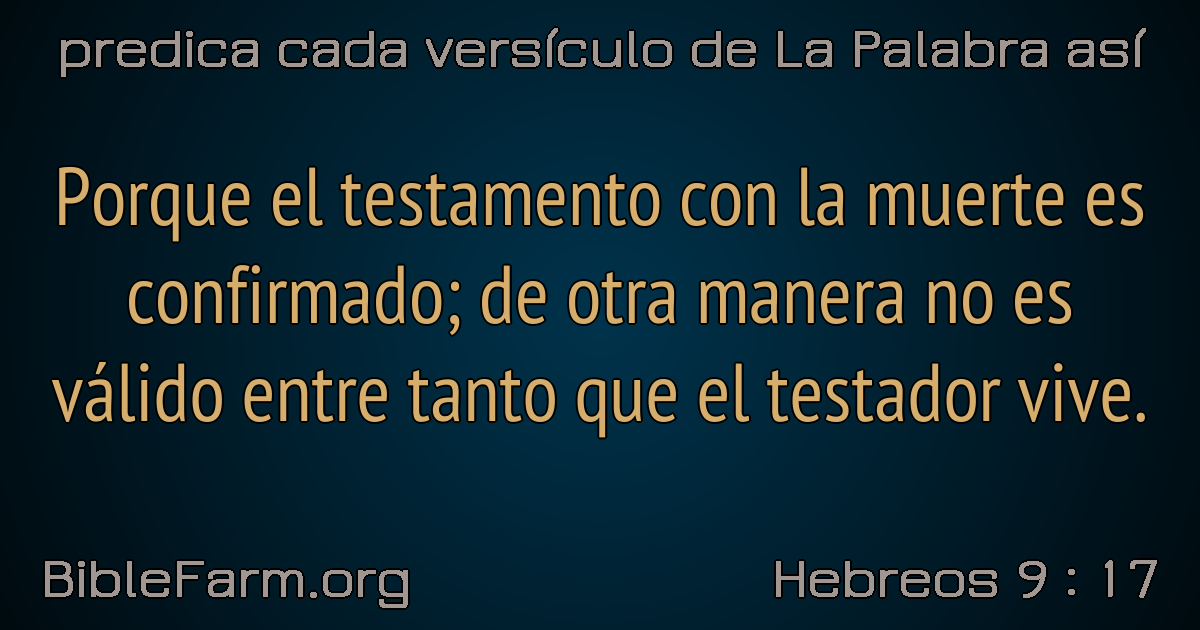 predica cada versículo de La Palabra así
Porque el testamento con la muerte es
confirmado; de otra manera no es
válido entre tanto que el testador vive.
BibleFarm.org
Hebreos 9 : 17